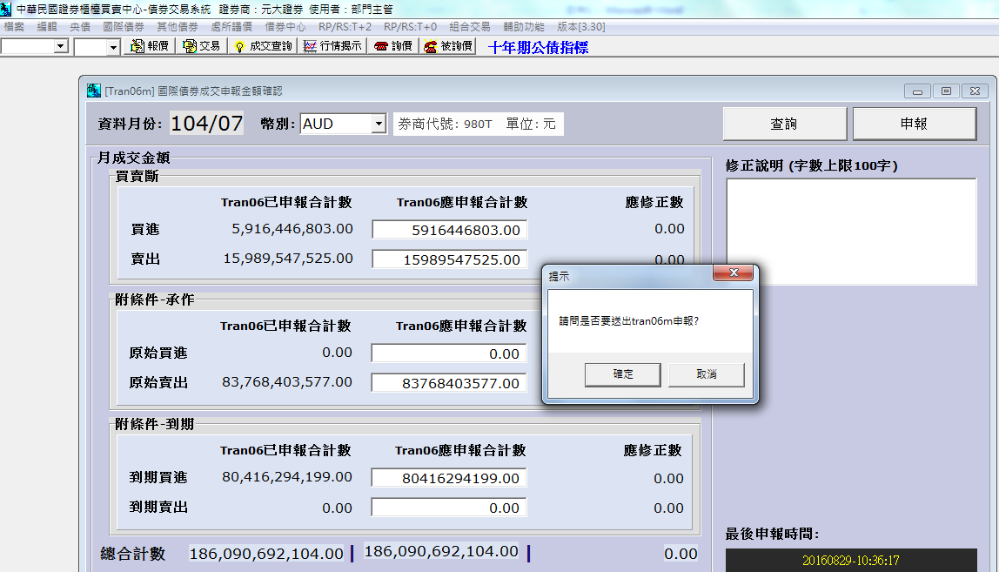 中華民國證券櫃檯買賣中心-債券交易系統 證券商：元大證券 使用者：部門主管
檔案 編輯 央債 國際債券 其他債券 處所議價 借券中心 RP/RS:T+2 RP/RS:T+0 組合交易 輔助功能 版本[3.30]
報價 交易 成交查詢 行情揭示 詢價 被詢價 十年期公債指標
[Tran06m] 國際債券成交申報金額確認
資料月份: 104/07 幣別: AUD 券商代號: 980T 單位: 元 查詢 申報
月成交金額
修正說明 (字數上限100字)
買賣斷
Tran06已申報合計數 Tran06應申報合計數 應修正數
買進 5,916,446,803.00 5916446803.00 0.00
賣出 15,989,547,525.00 15989547525.00 0.00
提示
請問是否要送出tran06m申報?
確定 取消
附條件-承作
Tran06已申報合計數 Tran06應申報合計數
原始買進 0.00 0.00
原始賣出 83,768,403,577.00 83768403577.00
附條件-到期
Tran06已申報合計數 Tran06應申報合計數 應修正數
到期買進 80,416,294,199.00 80416294199.00 0.00
到期賣出 0.00 0.00 0.00
總合計數 186,090,692,104.00 186,090,692,104.00 0.00
最後申報時間:
20160829-10:36:17